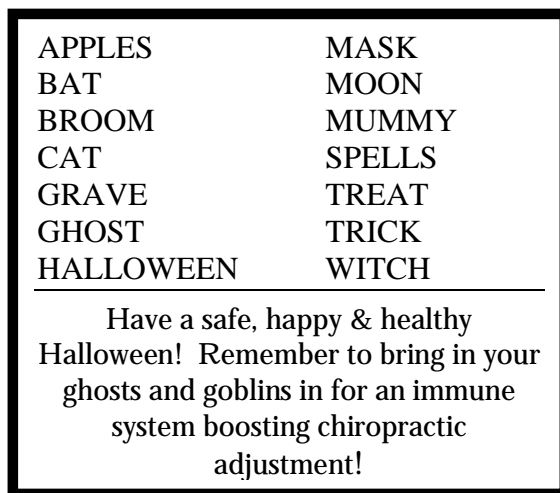 APPLES MASK
BAT MOON
BROOM MUMMY
CAT SPELLS
GRAVE TREAT
GHOST TRICK
HALLOWEEN WITCH
Have a safe, happy & healthy
Halloween! Remember to bring in your
ghosts and goblins in for an immune
system boosting chiropractic
adjustment!